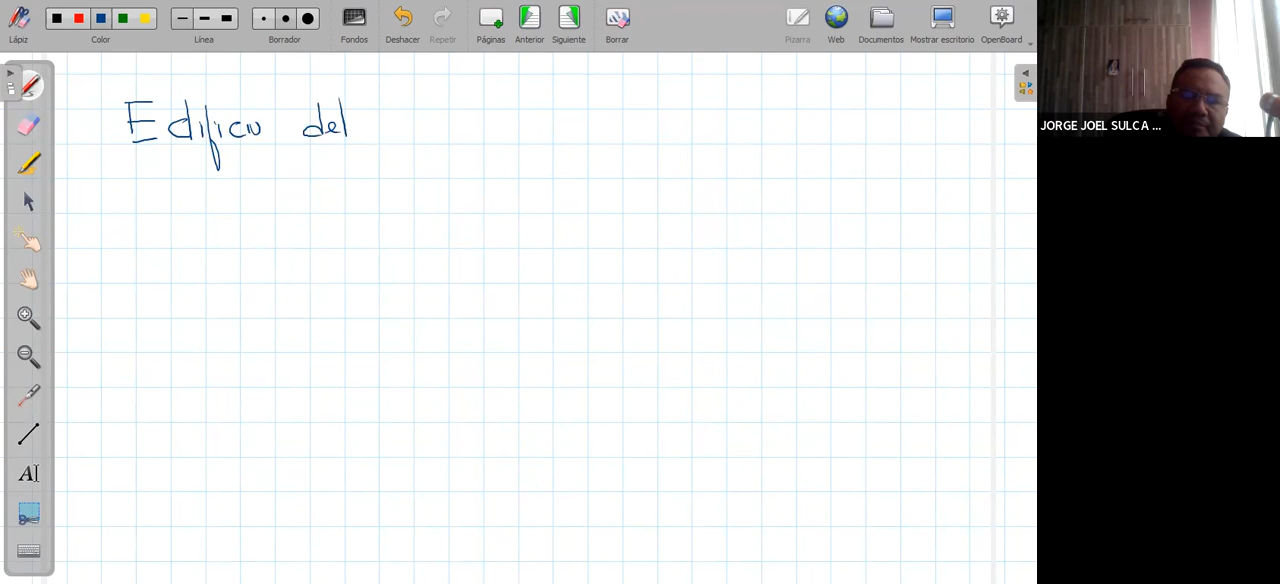 Lápiz Color Línea Borrador Fondos Deshacer Repetir Páginas Anterior Siguiente Borrar Pizarra Web Documentos Mostrar escritorio OpenBoard
JORGE JOEL SULCA ...
Edificio del
A